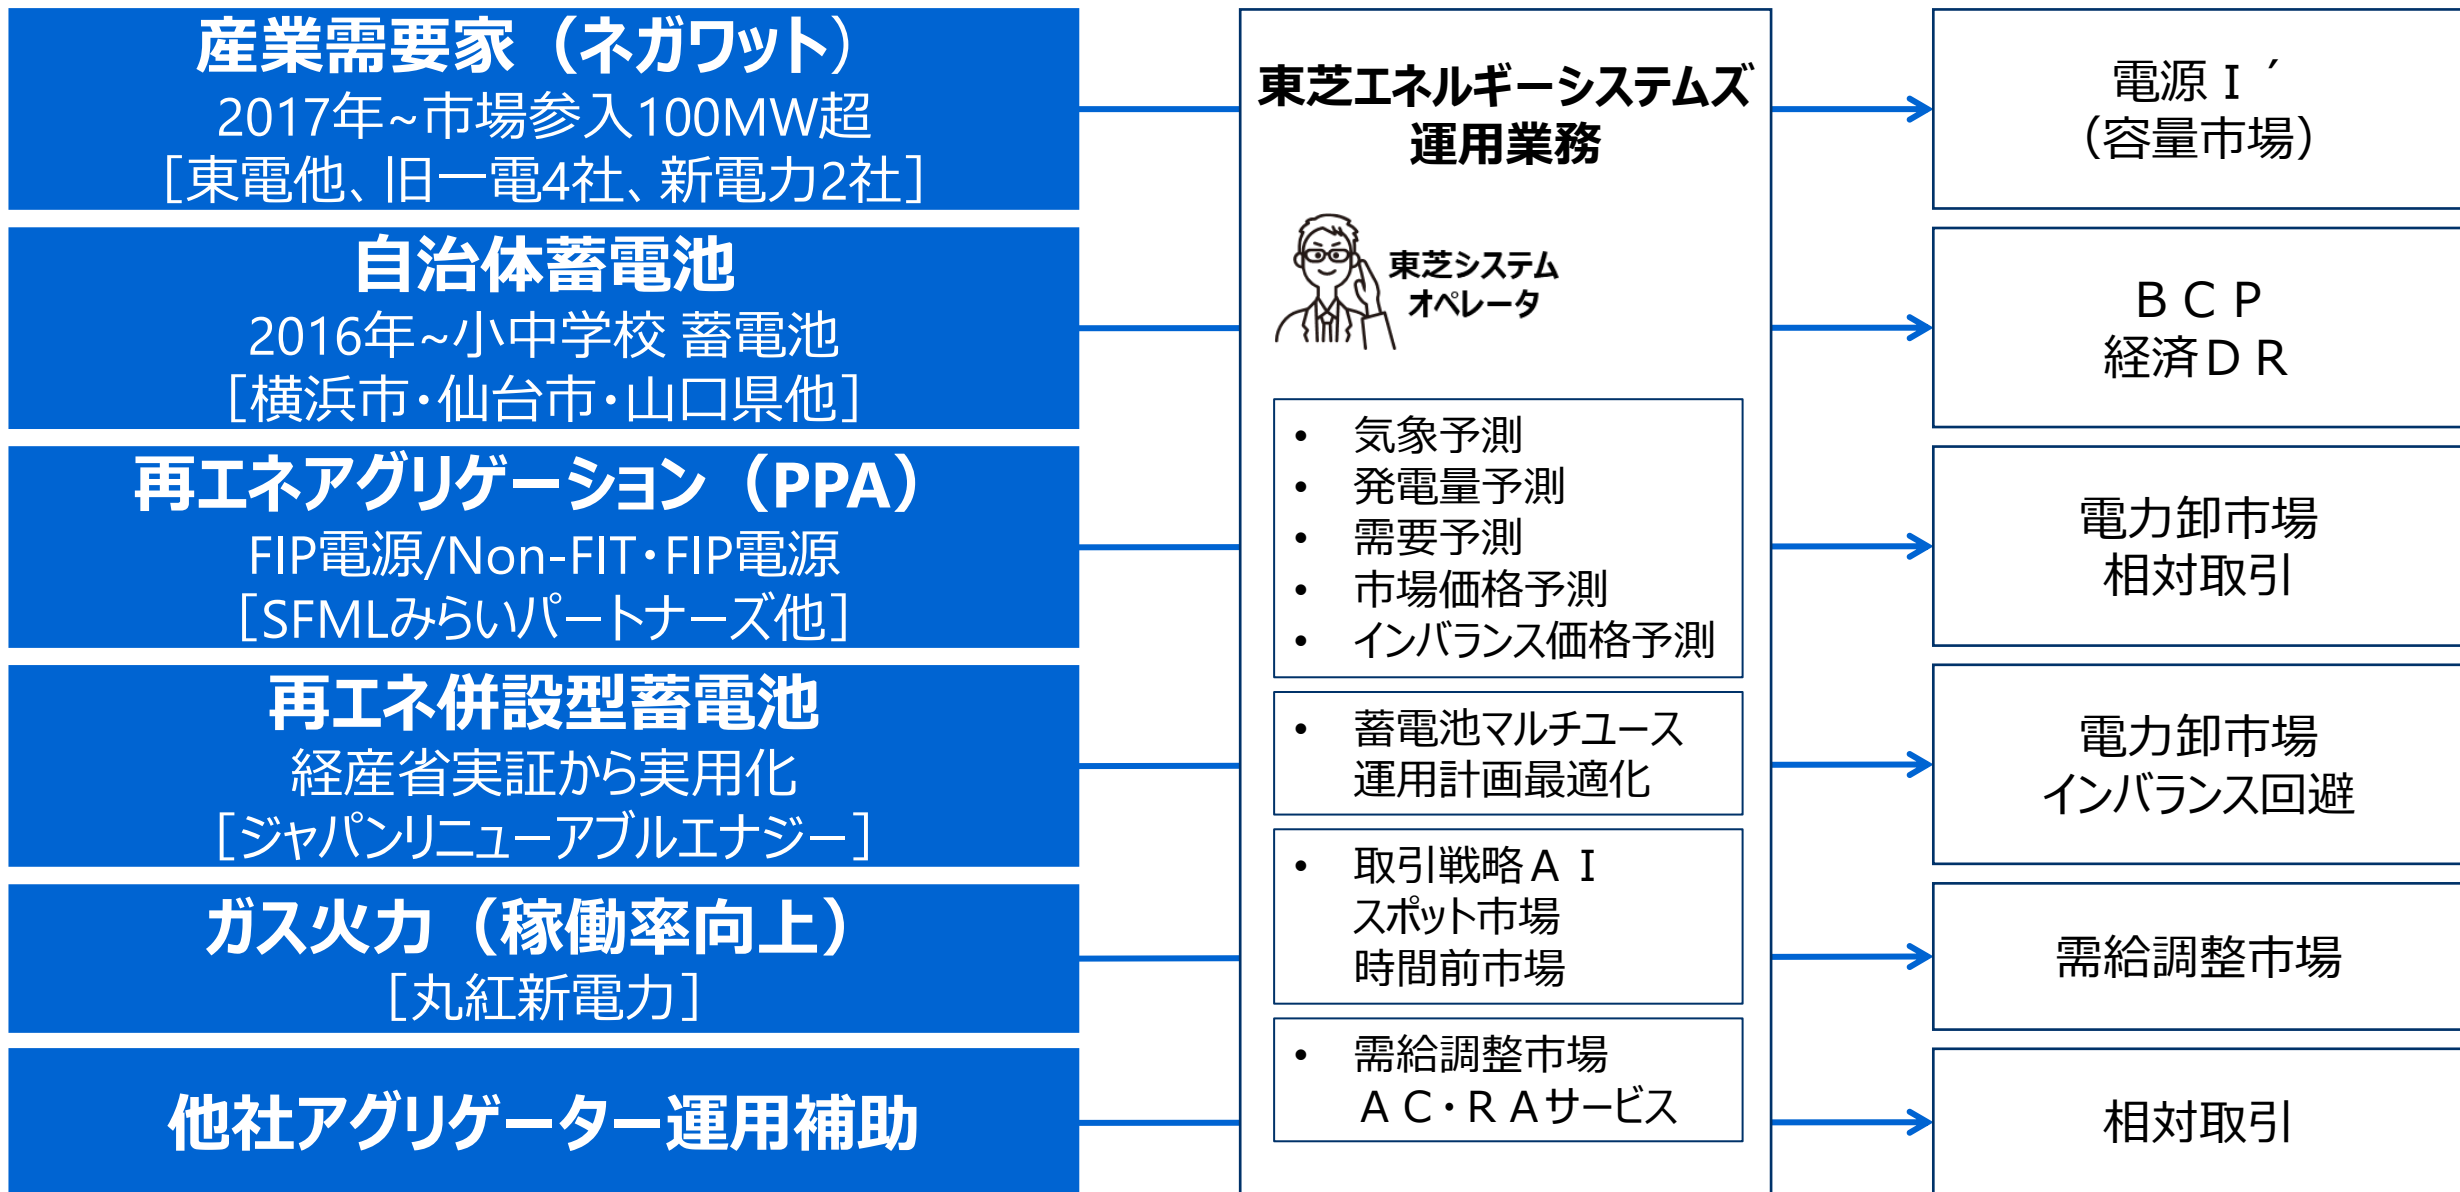 産業需要家（ネガワット）
2017年~市場参入100MW超
［東電他、旧一電4社、新電力2社］
自治体蓄電池
2016年~小中学校 蓄電池
［横浜市・仙台市・山口県他］
再エネアグリゲーション（PPA）
FIP電源/Non-FIT・FIP電源
［SFMLみらいパートナーズ他］
再エネ併設型蓄電池
経産省実証から実用化
［ジャパンリニューアブルエナジー］
ガス火力（稼働率向上）
［丸紅新電力］
他社アグリゲーター運用補助
東芝エネルギーシステムズ
運用業務
東芝システム
オペレータ
• 気象予測
• 発電量予測
• 需要予測
• 市場価格予測
• インバランス価格予測
• 蓄電池マルチユース
運用計画最適化
• 取引戦略ＡＩ
スポット市場
時間前市場
• 需給調整市場
ＡＣ・ＲＡサービス
電源Ｉ´
（容量市場）
ＢＣＰ
経済ＤＲ
電力卸市場
相対取引
電力卸市場
インバランス回避
需給調整市場
相対取引